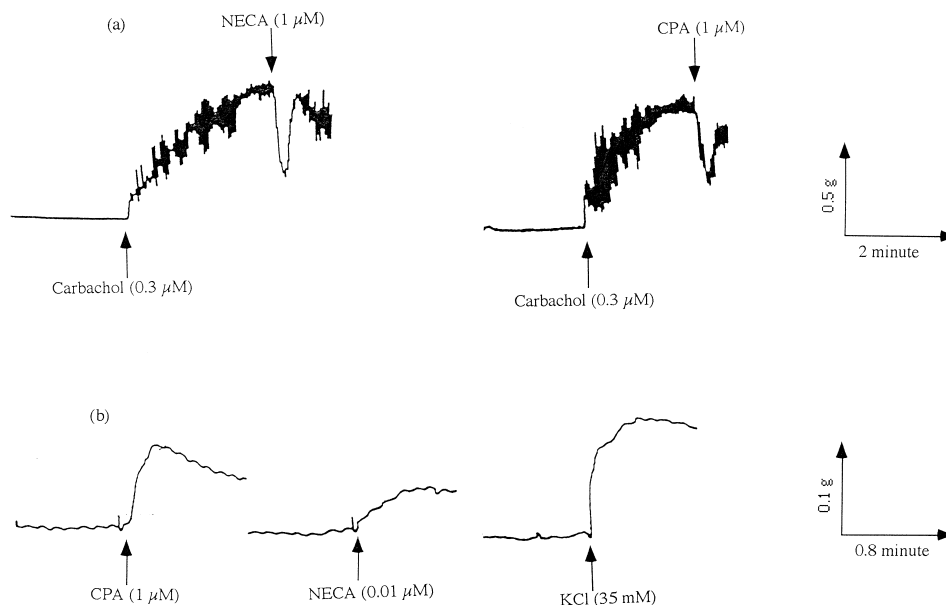 (a)
NECA (1 μM)
CPA (1 μM)
Carbachol (0.3 μM)
Carbachol (0.3 μM)
0.5 g
2 minute
(b)
CPA (1 μM)
NECA (0.01 μM)
KCl (35 mM)
0.1 g
0.8 minute